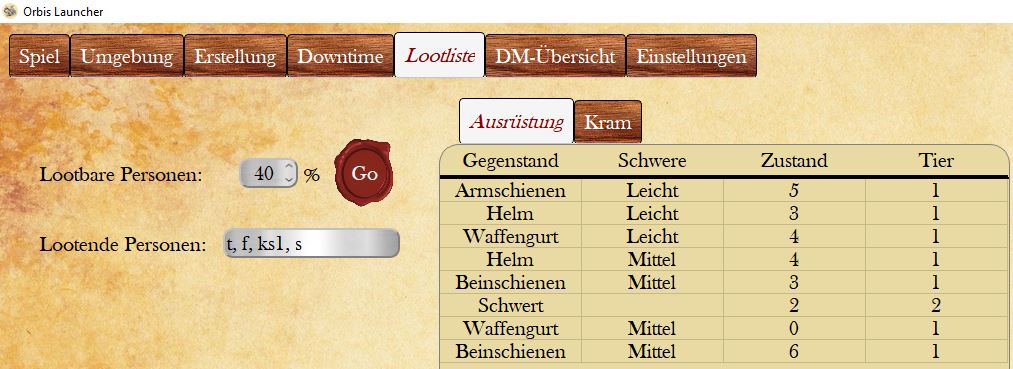 Orbis Launcher
Spiel Umgebung Erstellung Downtime Lootliste DM-Übersicht Einstellungen
Ausrüstung Kram
Lootbare Personen: 40 % Go
Lootende Personen: t, f, ks1, s
Gegenstand Schwere Zustand Tier
Armschienen Leicht 5 1
Helm Leicht 3 1
Waffengurt Leicht 4 1
Helm Mittel 4 1
Beinschienen Mittel 3 1
Schwert 2 2
Waffengurt Mittel 0 1
Beinschienen Mittel 6 1